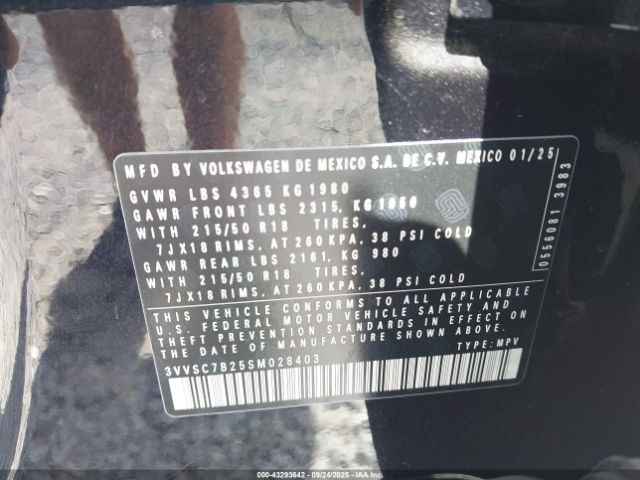 MFD BY VOLKSWAGEN DE MEXICO S.A. DE C.V. MEXICO 01/25
GVWR LBS 4365 KG 1980
GAWR FRONT LBS 2315, KG 1050
WITH 215/50 R18 TIRES,
7JX18 RIMS, AT 260 KPA, 38 PSI COLD
GAWR REAR LBS 2161, KG 980
WITH 215/50 R18 TIRES,
7JX18 RIMS, AT 260 KPA, 38 PSI COLD
THIS VEHICLE CONFORMS TO ALL APPLICABLE
U.S. FEDERAL MOTOR VEHICLE SAFETY AND
THEFT PREVENTION STANDARDS IN EFFECT ON
THE DATE OF MANUFACTURE SHOWN ABOVE.
3VVSC7B25SM028403 TYPE: MPV
0556081 3983
000-43293642 - 09/24/2025 - IAAI.COM